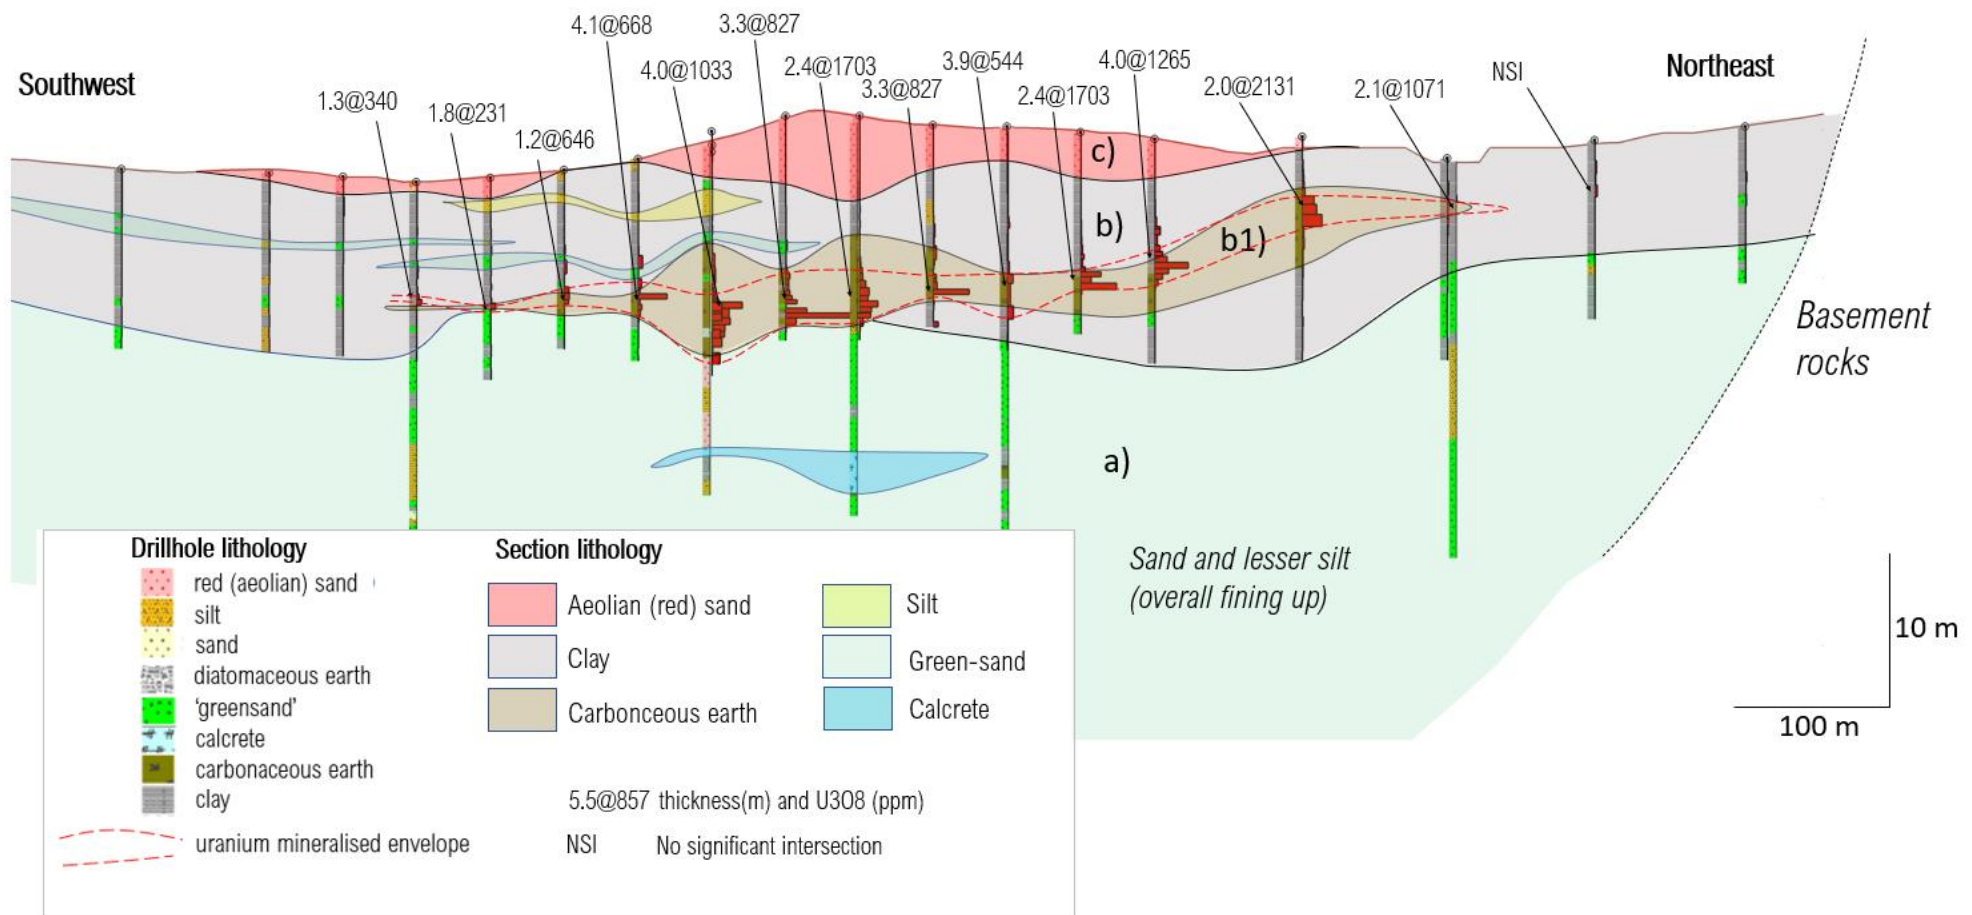 4.1@668
3.3@827
Southwest
4.0@1033
2.4@1703
3.3@827
3.9@544
2.4@1703
4.0@1265
2.0@2131
2.1@1071
NSI
Northeast
1.3@340
1.8@231
1.2@646
c)
b)
b1)
a)
Basement
rocks
Sand and lesser silt
(overall fining up)
10 m
100 m
Drillhole lithology
red (aeolian) sand
silt
sand
diatomaceous earth
'greensand'
calcrete
carbonaceous earth
clay
uranium mineralised envelope
Section lithology
Aeolian (red) sand
Clay
Carbonceous earth
Silt
Green-sand
Calcrete
5.5@857 thickness(m) and U3O8 (ppm)
NSI No significant intersection